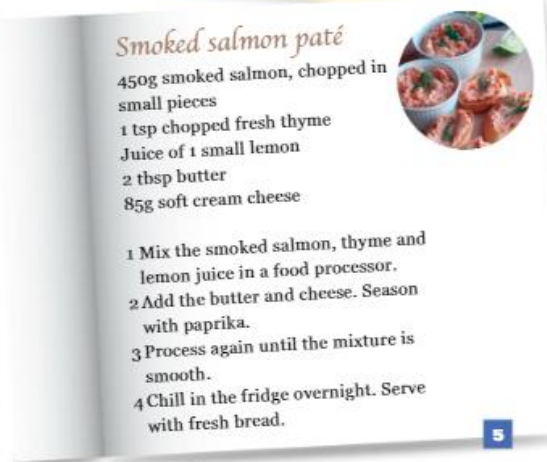 Smoked salmon paté
450g smoked salmon, chopped in
small pieces
1 tsp chopped fresh thyme
Juice of 1 small lemon
2 tbsp butter
85g soft cream cheese
1 Mix the smoked salmon, thyme and
lemon juice in a food processor.
2 Add the butter and cheese. Season
with paprika.
3 Process again until the mixture is
smooth.
4 Chill in the fridge overnight. Serve
with fresh bread.
5